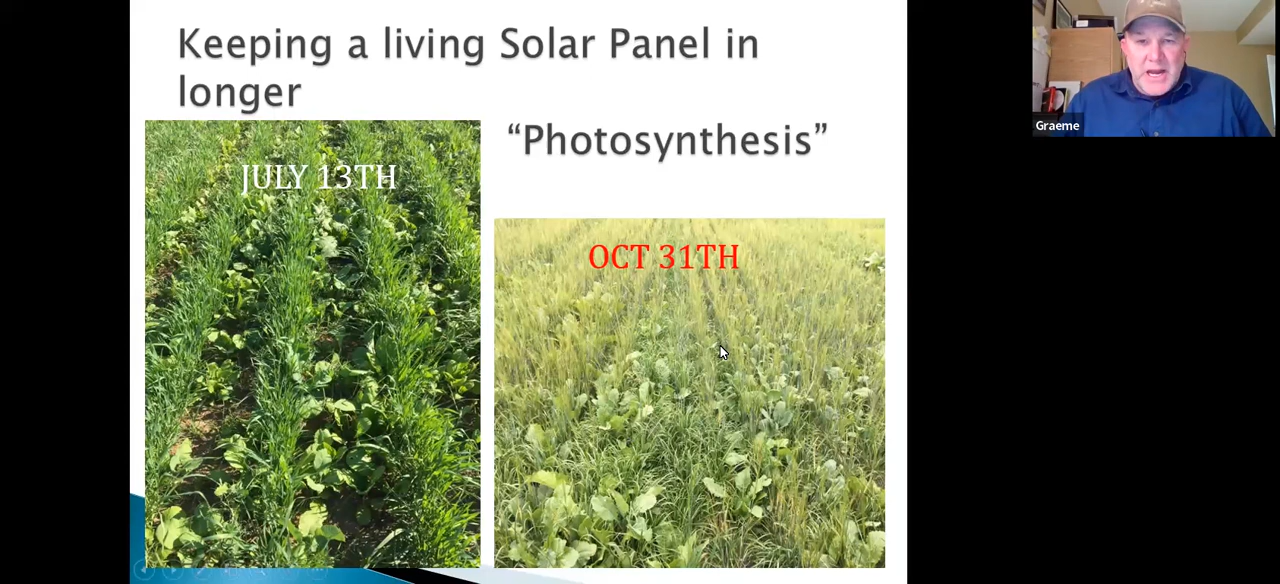 Keeping a living Solar Panel in
longer
“Photosynthesis”
JULY 13TH
OCT 31TH
Graeme